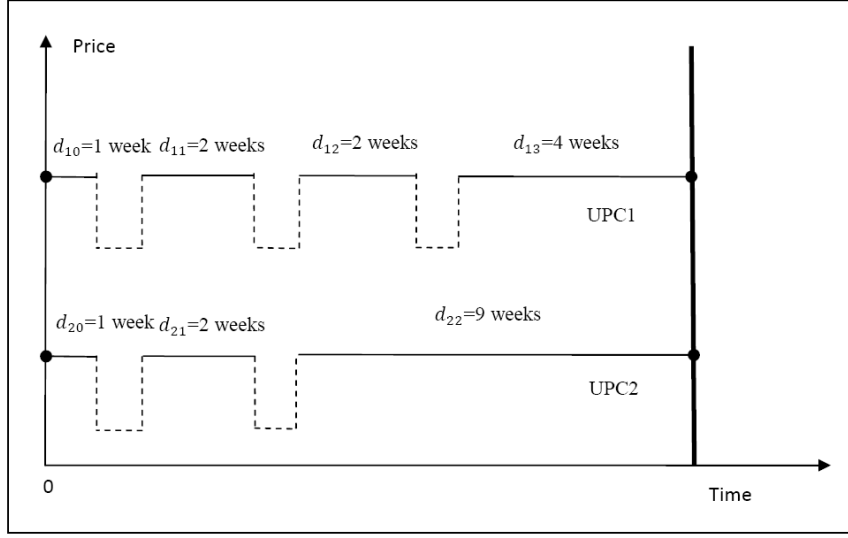 Price
d₁₀=1 week d₁₁=2 weeks d₁₂=2 weeks d₁₃=4 weeks
UPC1
d₂₀=1 week d₂₁=2 weeks d₂₂=9 weeks
UPC2
0
Time